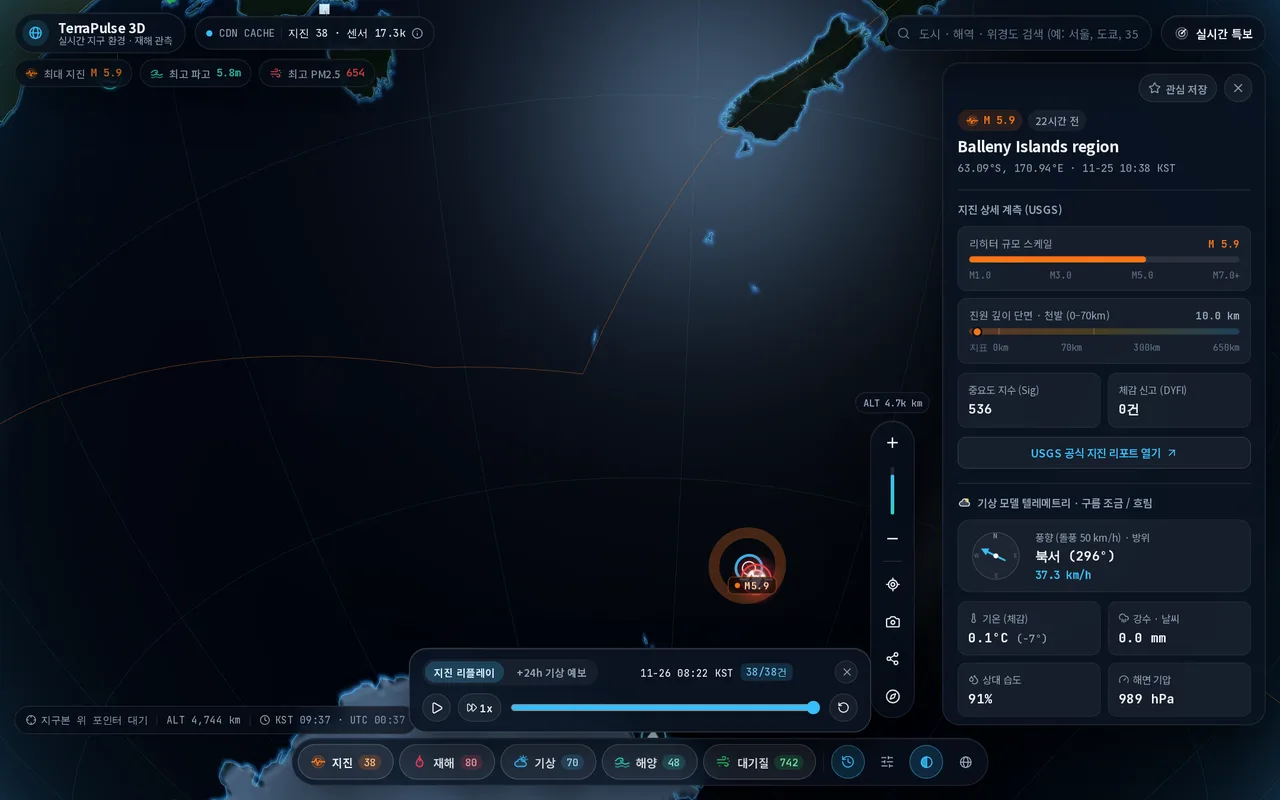 TerraPulse 3D
실시간 지구 환경 · 재해 관측
CDN CACHE 지진 38 · 센서 17.3k
도시 · 해역 · 위경도 검색 (예: 서울, 도쿄, 35
실시간 특보
최대 지진 M 5.9
최고 파고 5.8m
최고 PM2.5 654
관심 저장
M 5.9
22시간 전
Balleny Islands region
63.09°S, 170.94°E · 11-25 10:38 KST
지진 상세 계측 (USGS)
리히터 규모 스케일 M 5.9
M1.0 M3.0 M5.0 M7.0+
진원 깊이 단면 · 천발 (0-70km) 10.0 km
지표 0km 70km 300km 650km
중요도 지수 (Sig)
536
체감 신고 (DYFI)
0건
USGS 공식 지진 리포트 열기
기상 모델 텔레메트리 · 구름 조금 / 흐림
N
풍향 (돌풍 50 km/h) · 방위
북서 (296°)
37.3 km/h
기온 (체감)
0.1°C (-7°)
강수 · 날씨
0.0 mm
상대 습도
91%
해면 기압
989 hPa
ALT 4.7k km
M5.9
지진 리플레이
+24h 기상 예보
11-26 08:22 KST
38/38건
1x
지구본 위 포인터 대기 ALT 4,744 km KST 09:37 · UTC 00:37
지진 38
재해 80
기상 70
해양 48
대기질 742